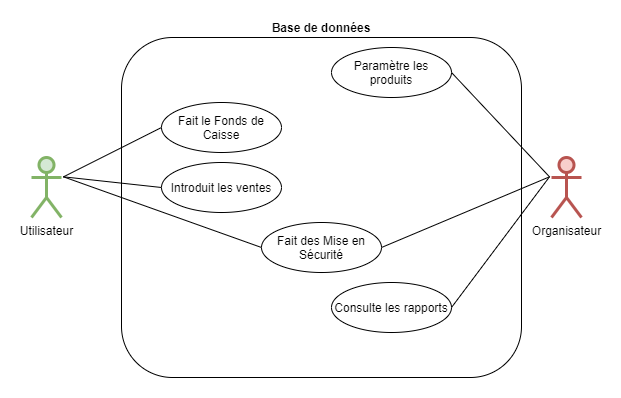 Base de données
Paramètre les
produits
Fait le Fonds de
Caisse
Introduit les ventes
Utilisateur
Organisateur
Fait des Mise en
Sécurité
Consulte les rapports